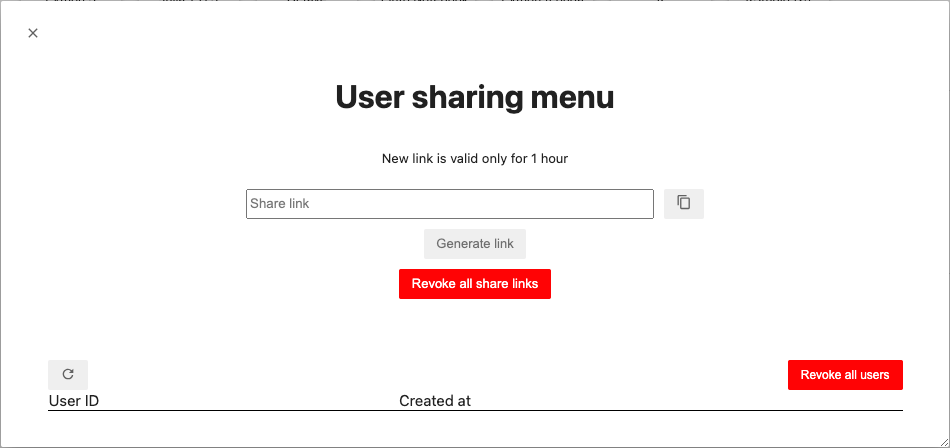 User sharing menu
New link is valid only for 1 hour
Share link
Generate link
Revoke all share links
Revoke all users
User ID Created at